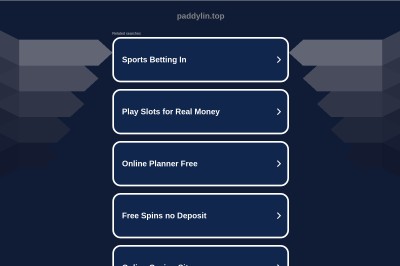 paddylin.top
Related searches
Sports Betting In
Play Slots for Real Money
Online Planner Free
Free Spins no Deposit